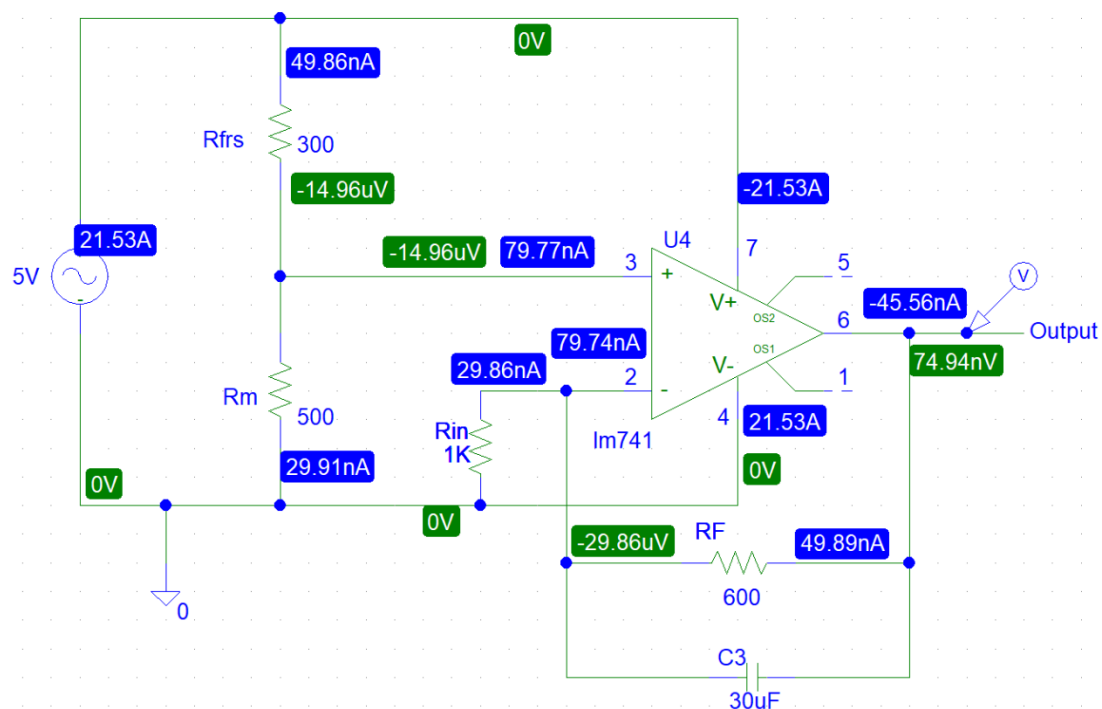 0V
49.86nA
Rfrs
300
-14.96uV
-21.53A
21.53A
U4
7
5V
-
-14.96uV
79.77nA
3
+
5
V+
OS2
-45.56nA
V
6
Output
79.74nA
OS1
V-
74.94nV
29.86nA
2
-
1
Rm
500
4
21.53A
Rin
1K
lm741
29.91nA
0V
0V
0V
RF
-29.86uV
49.89nA
600
0
C3
30uF